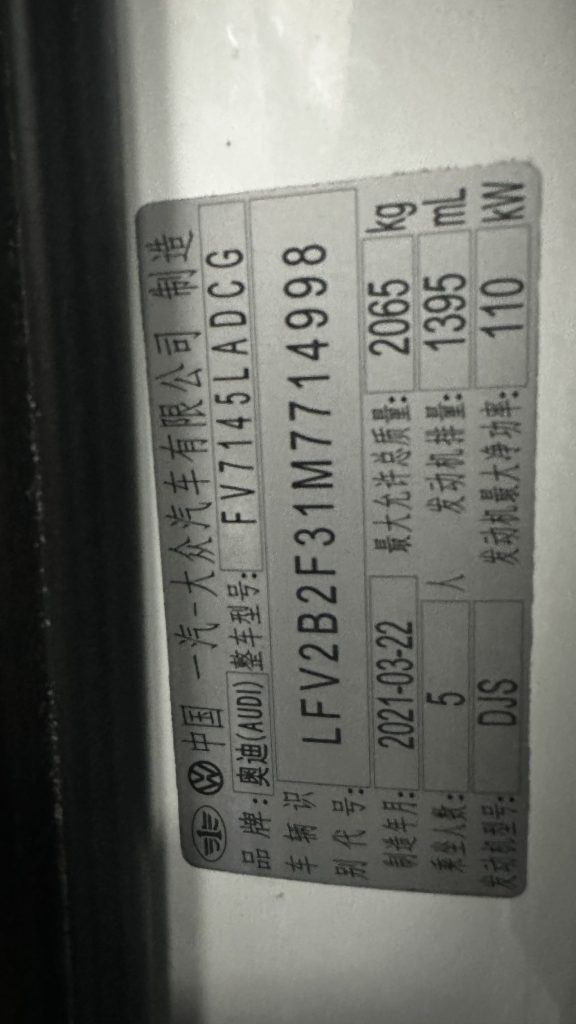 中国 一汽-大众汽车有限公司 制造
品牌: 奥迪(AUDI) 整车型号: FV7145LADCG
车辆识别代号: LFV2B2F31M7714998
制造年月: 2021-03-22 最大允许总质量: 2065 kg
乘坐人数: 5 人 发动机排量: 1395 mL
发动机型号: DJS 发动机最大净功率: 110 kW